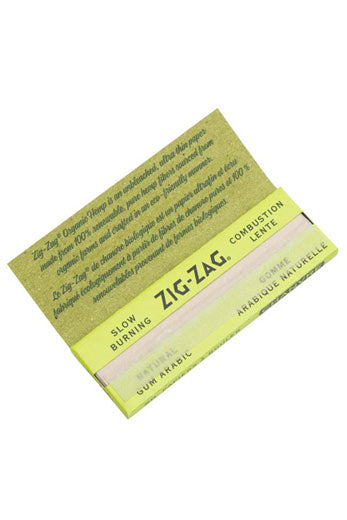 Zig-Zag® Organic Hemp is an unbleached, ultra thin paper
made from 100% renewable, pure hemp fibers sourced from
organic farms and crafted in an eco-friendly manner.
Le Zig-Zag® de chanvre biologique est un papier ultrafin et écru
fabriqué écologiquement à partir de fibres de chanvre pures et 100 %
renouvelables provenant de fermes biologiques.
SLOW
BURNING
ZIG-ZAG®
COMBUSTION
LENTE
NATURAL
GUM ARABIC
GOMME
ARABIQUE NATURELLE